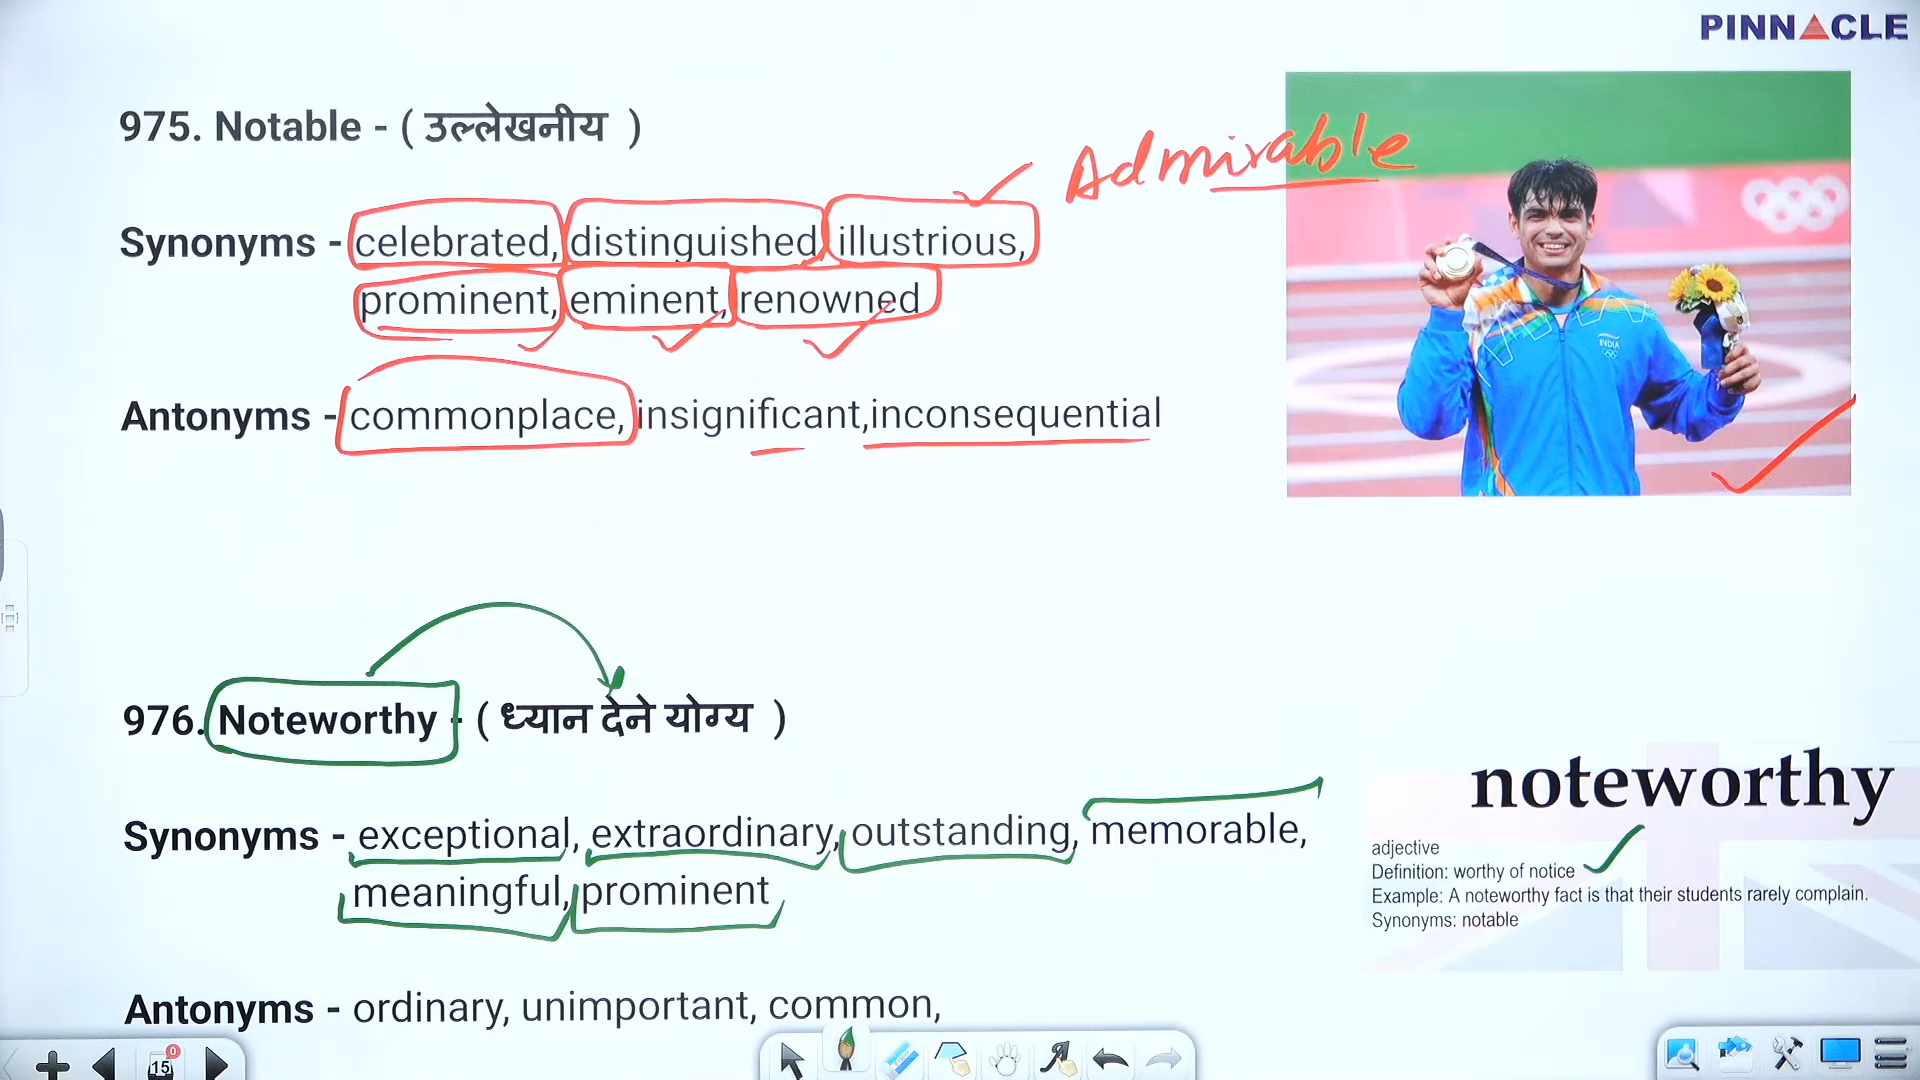 PINNACLE
975. Notable - ( उल्लेखनीय )
Admirable
Synonyms - celebrated, distinguished, illustrious,
prominent, eminent, renowned
INDIA
Antonyms - commonplace, insignificant,inconsequential
976. Noteworthy - ( ध्यान देने योग्य )
noteworthy
adjective
Definition: worthy of notice
Example: A noteworthy fact is that their students rarely complain.
Synonyms: notable
Synonyms - exceptional, extraordinary, outstanding, memorable,
meaningful, prominent
Antonyms - ordinary, unimportant, common,
15
0